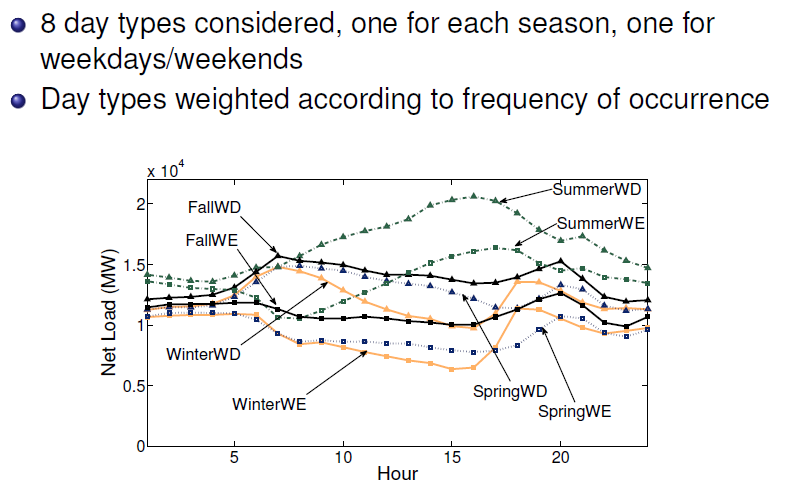 8 day types considered, one for each season, one for
weekdays/weekends
Day types weighted according to frequency of occurrence
x 10^4
SummerWD
FallWD
SummerWE
FallWE
WinterWD
SpringWD
WinterWE
SpringWE
2
1.5
1
0.5
0
Net Load (MW)
5 10 15 20
Hour